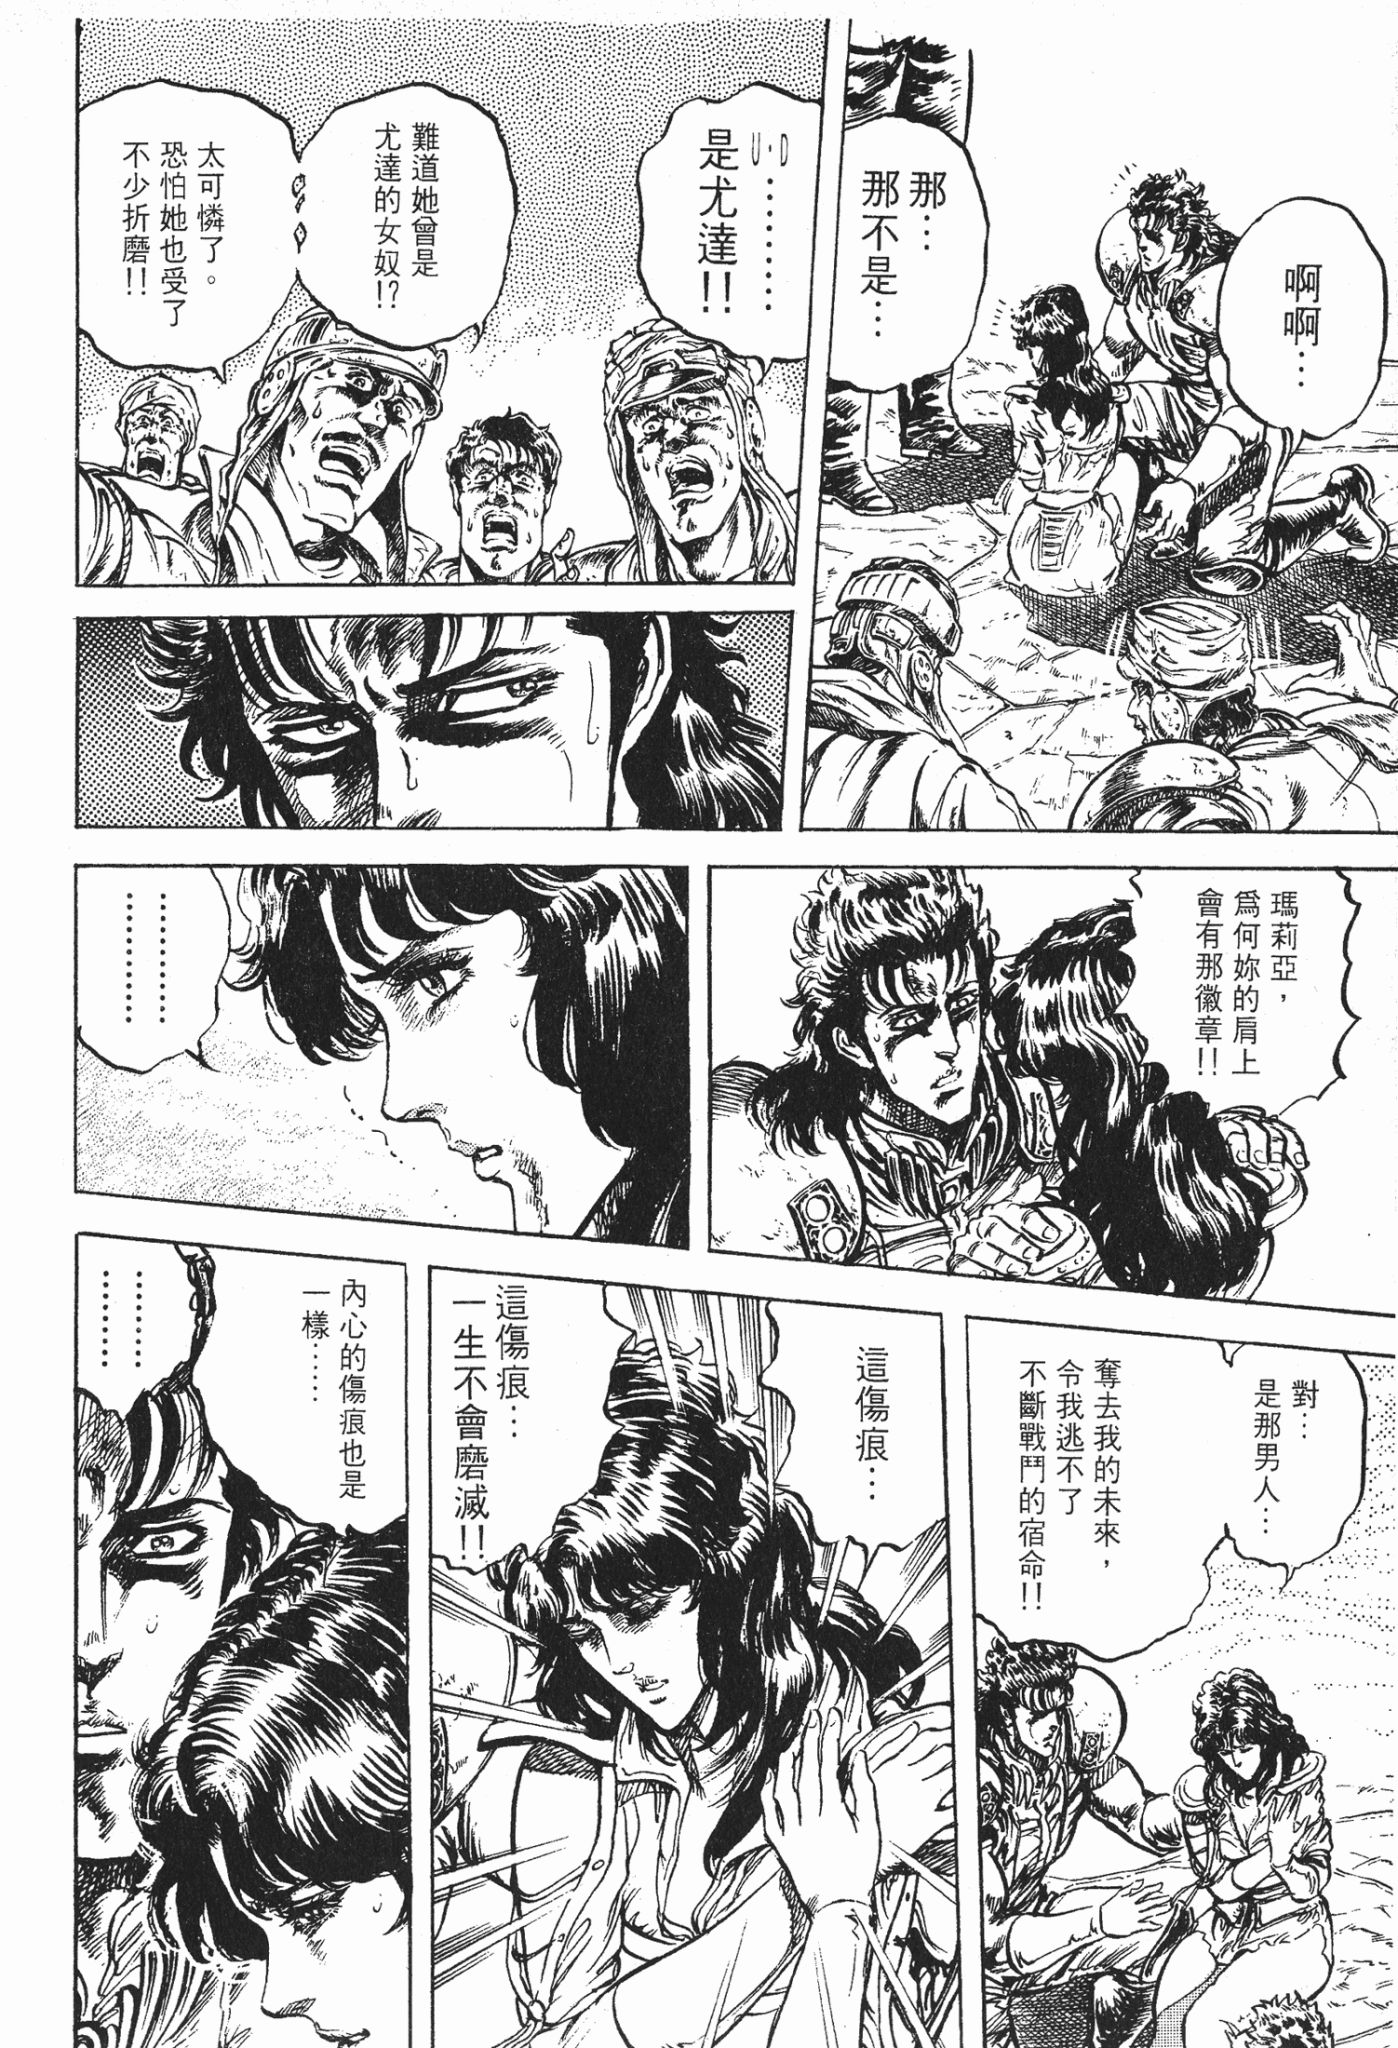 啊啊…
那…
那不是…
U·D………
是尤達!!
難道她曾是
尤達的女奴!?
太可憐了。
恐怕她也受了
不少折磨!!
瑪莉亞，
為何妳的肩上
會有那徽章!!
………
………
對…
是那男人…
奪去我的未來，
令我逃不了
不斷戰鬥的宿命!!
這傷痕…
這傷痕…
一生不會磨滅!!
內心的傷痕也是
一樣……
………
………